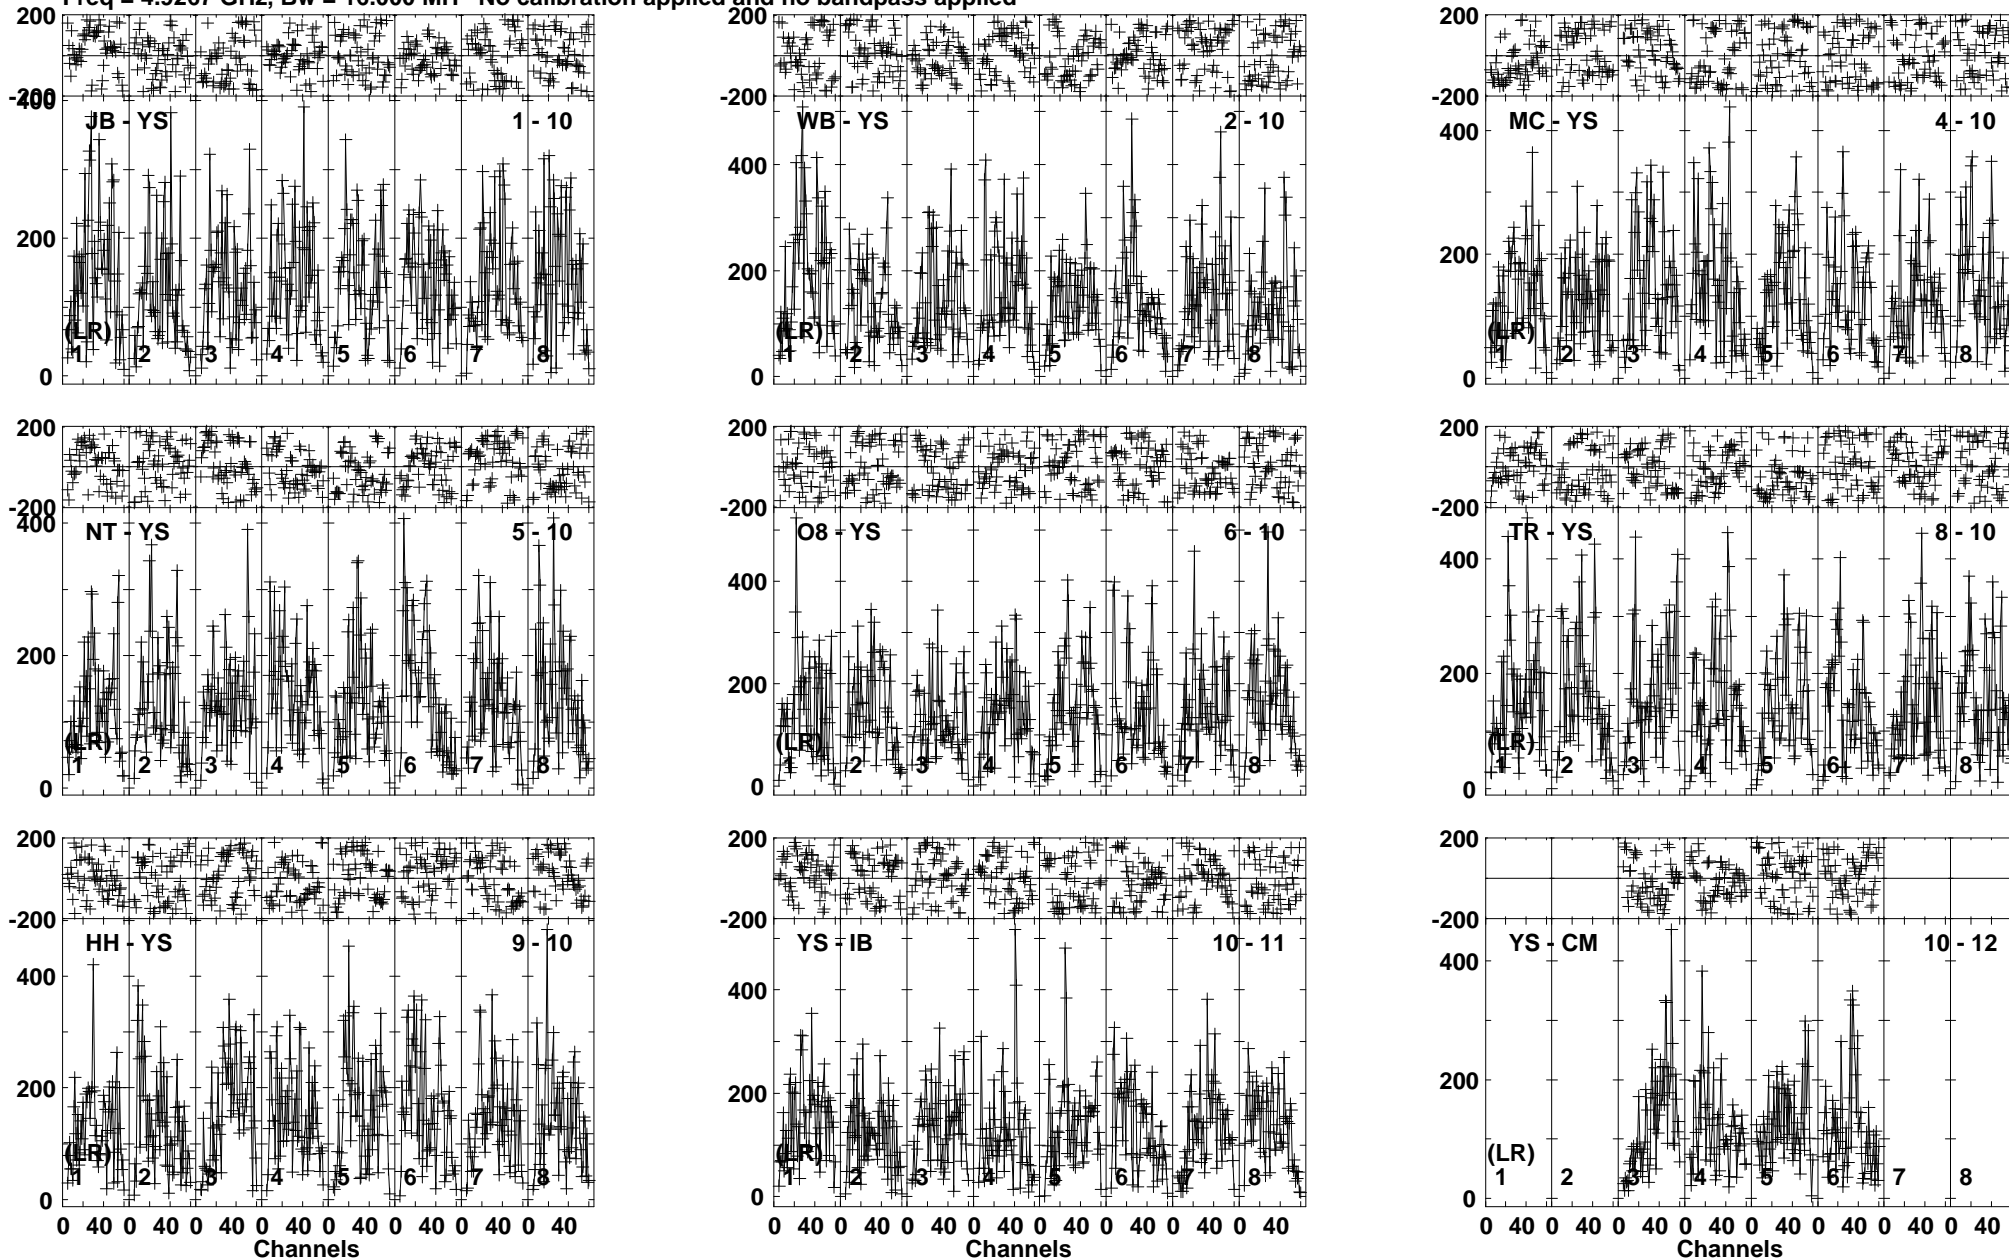 Freq = 4.9267 GHz, Bw = 16.000 MH No calibration applied and no bandpass applied
200 200 200
-200 -200 -200
400 JB - YS 1 - 10 WB - YS 2 - 10 400 MC - YS 4 - 10
400
200 200 200
(LR) (LR) (LR)
1 2 3 4 5 6 7 8 1 2 3 4 5 6 7 8 1 2 3 4 5 6 7 8
0 0 0
200 200 200
-200 -200 -200
400 NT - YS 5 - 10 O8 - YS 6 - 10 TR - YS 8 - 10
400 400
200 200 200
(LR) (LR) (LR)
1 2 3 4 5 6 7 8 1 2 3 4 5 6 7 8 1 2 3 4 5 6 7 8
0 0 0
200 200 200
-200 -200 -200
HH - YS 9 - 10 YS - IB 10 - 11 YS - CM 10 - 12
400 400 400
200 200 200
(LR) (LR) (LR)
1 2 3 4 5 6 7 8 1 2 3 4 5 6 7 8 1 2 3 4 5 6 7 8
0 0 0
0 40 0 40 0 40 0 40 0 40 0 40 0 40 0 40 0 40 0 40 0 40 0 40 0 40 0 40 0 40 0 40 0 40 0 40 0 40 0 40 0 40 0 40 0 40 0 40
Channels Channels Channels